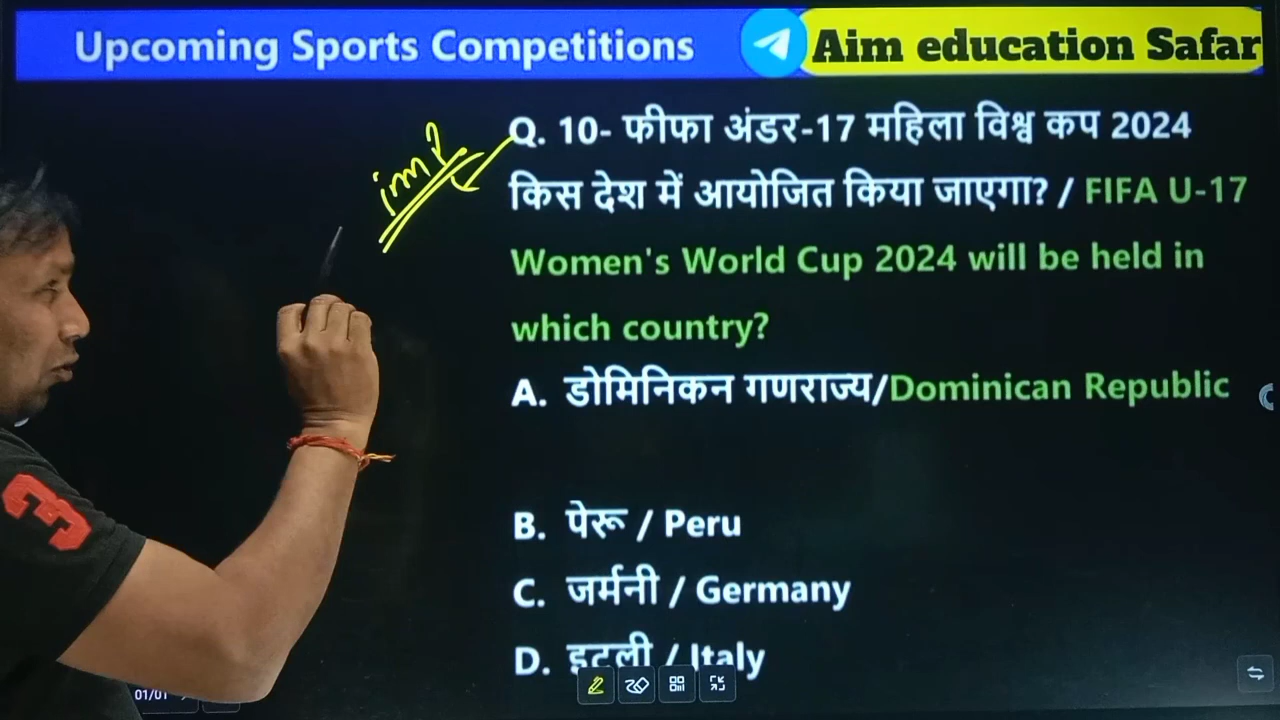 Upcoming Sports Competitions
Aim education Safar
imp
Q. 10- फीफा अंडर-17 महिला विश्व कप 2024
किस देश में आयोजित किया जाएगा? / FIFA U-17
Women's World Cup 2024 will be held in
which country?
A. डोमिनिकन गणराज्य/Dominican Republic
B. पेरू / Peru
C. जर्मनी / Germany
D. इटली / Italy
3
01/01